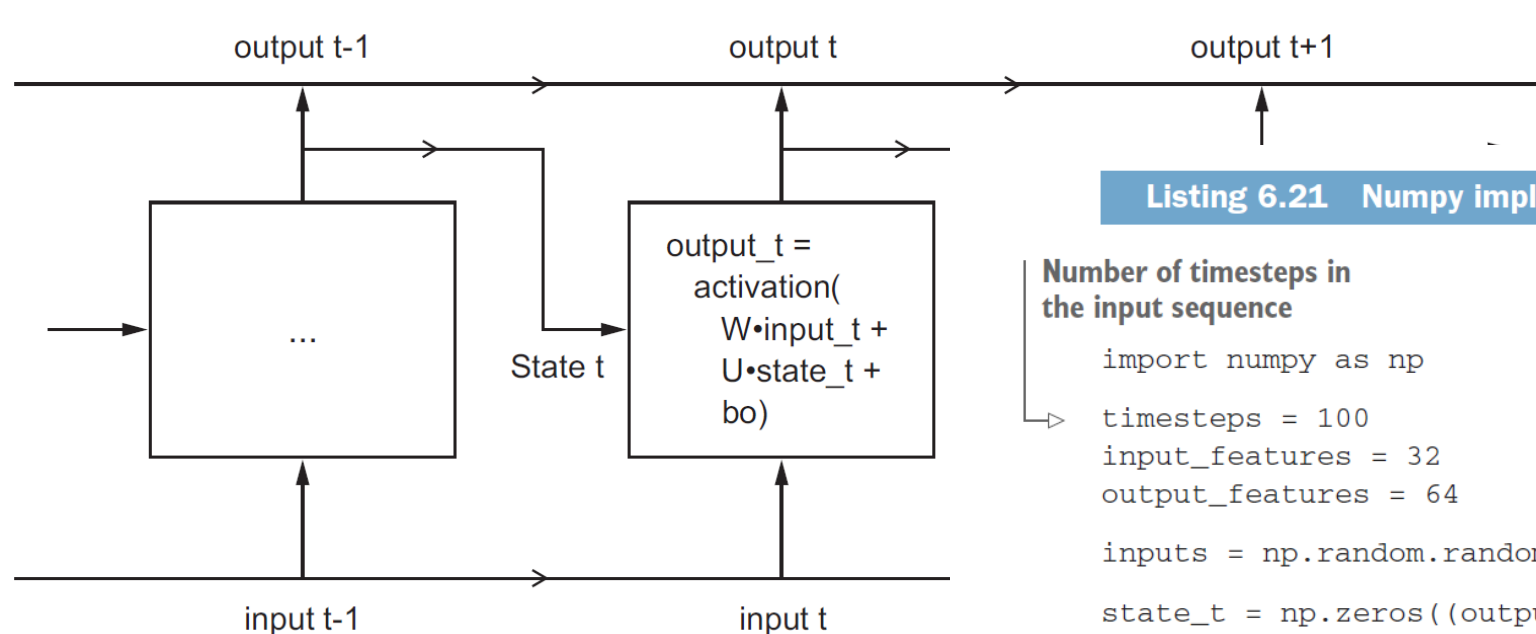 output t-1
output t
output t+1
...
State t
output_t =
activation(
W•input_t +
U•state_t +
bo)
input t-1
input t
Listing 6.21 Numpy impl
Number of timesteps in
the input sequence
import numpy as np
timesteps = 100
input_features = 32
output_features = 64
inputs = np.random.rando
state_t = np.zeros((outp